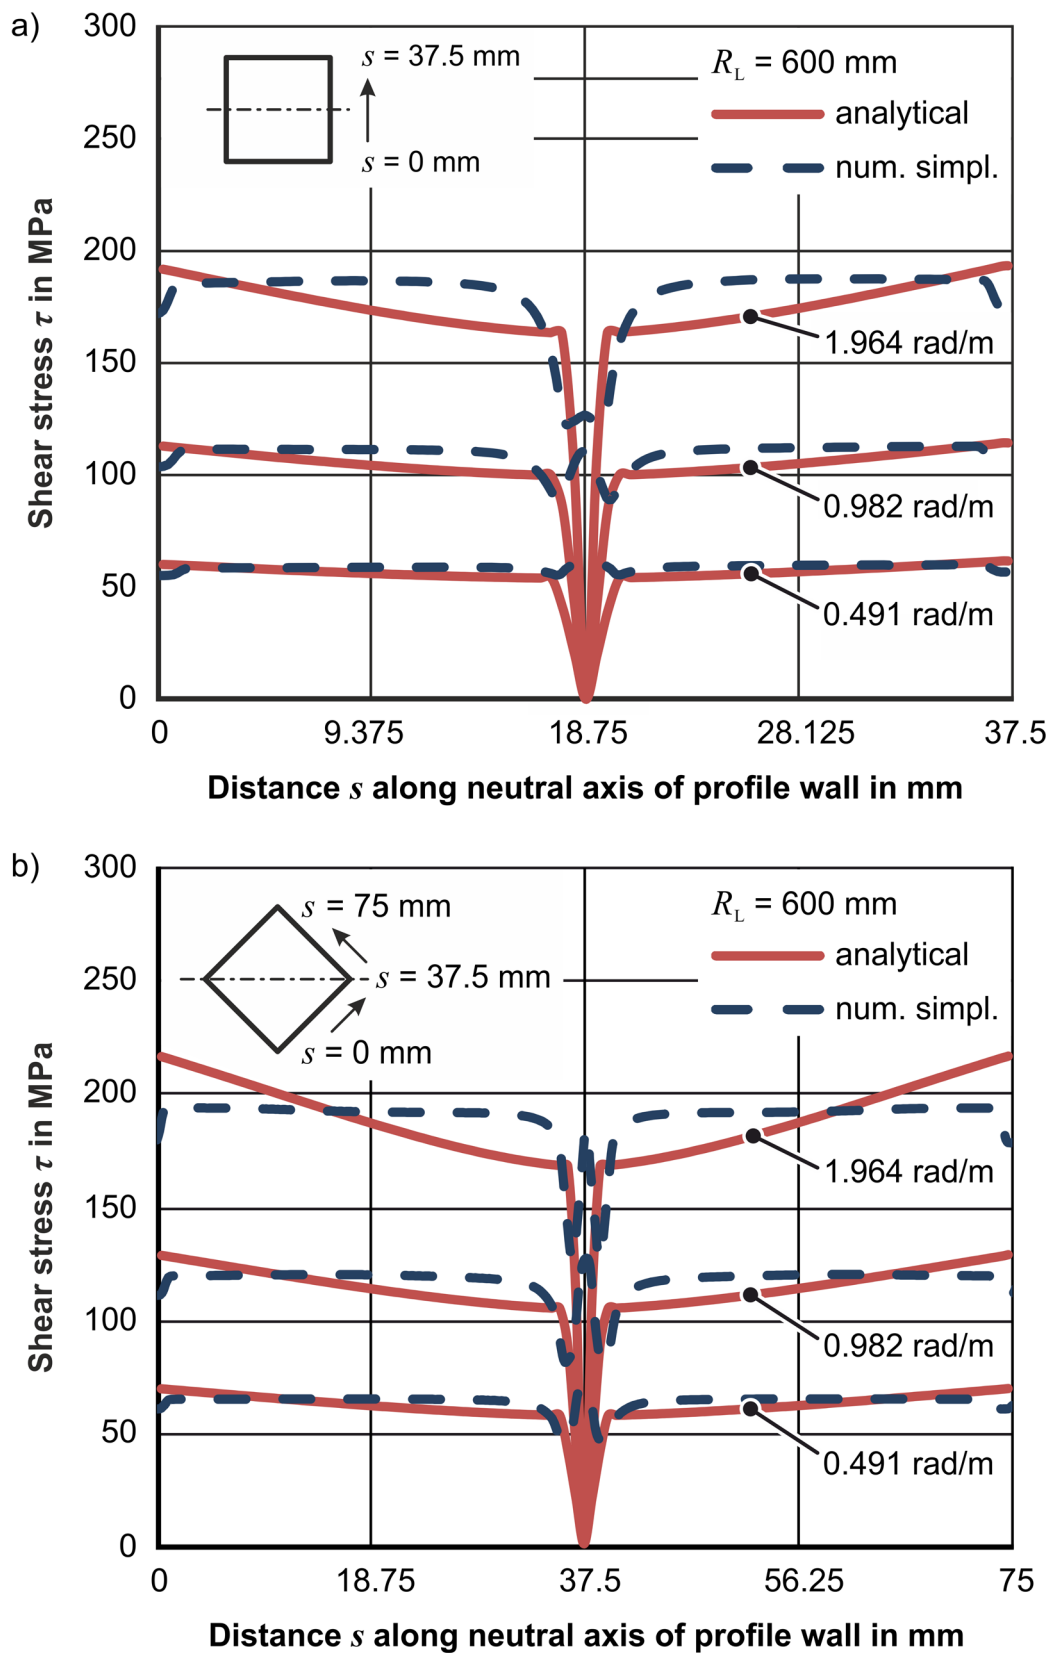 a)
300
250
200
150
100
50
0
Shear stress τ in MPa
s = 37.5 mm
s = 0 mm
R_L = 600 mm
analytical
num. simpl.
1.964 rad/m
0.982 rad/m
0.491 rad/m
0 9.375 18.75 28.125 37.5
Distance s along neutral axis of profile wall in mm
b)
300
250
200
150
100
50
0
Shear stress τ in MPa
s = 75 mm
s = 37.5 mm
s = 0 mm
R_L = 600 mm
analytical
num. simpl.
1.964 rad/m
0.982 rad/m
0.491 rad/m
0 18.75 37.5 56.25 75
Distance s along neutral axis of profile wall in mm